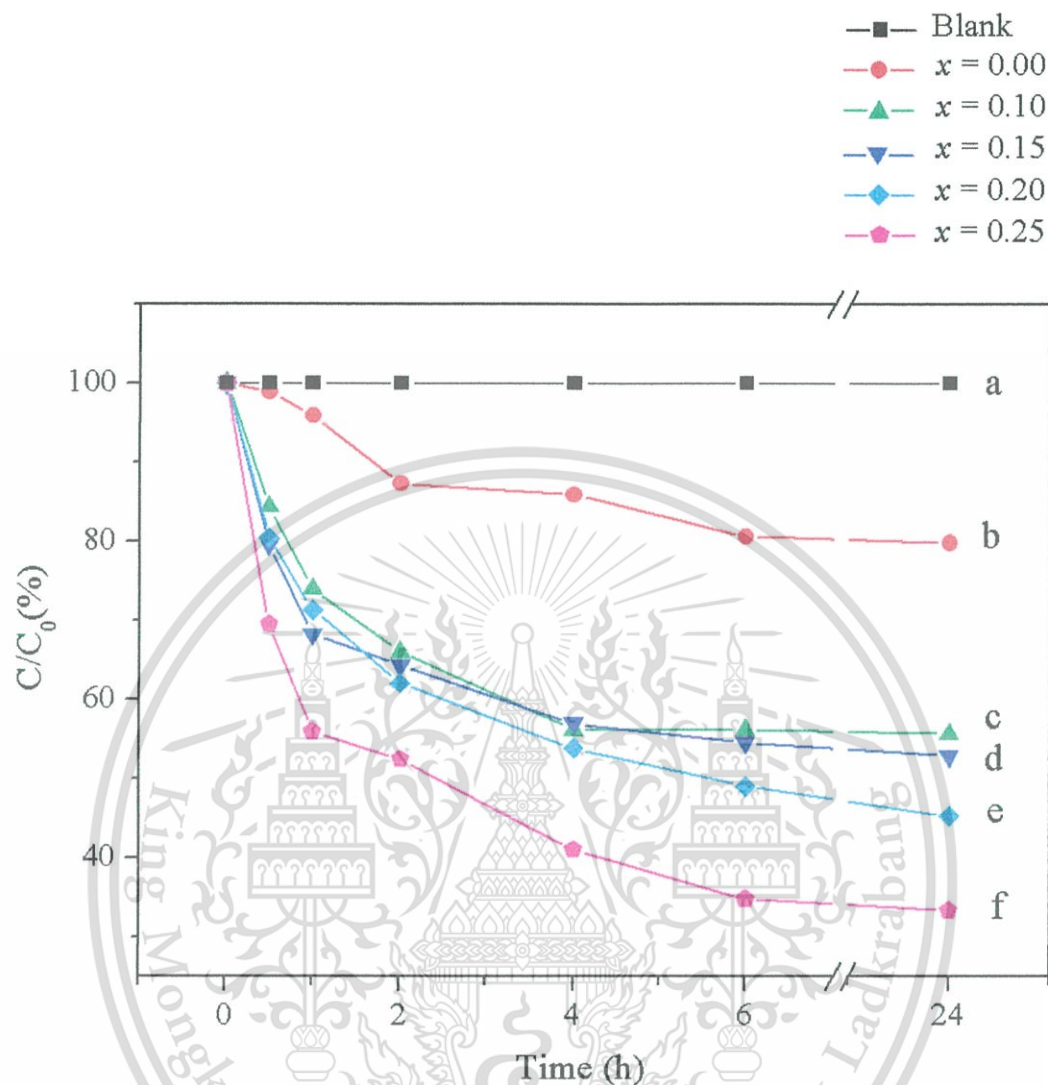 Blank
x = 0.00
x = 0.10
x = 0.15
x = 0.20
x = 0.25
C/C₀(%)
100
80
60
40
a
b
c
d
e
f
0
2
4
6
24
Time (h)
King Mongkut
Ladkrabang